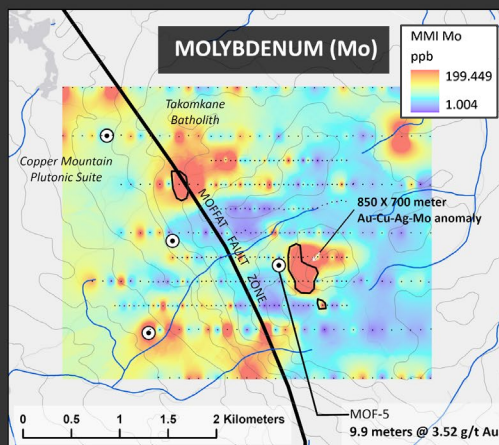 MOLYBDENUM (Mo)
MMI Mo
ppb
199.449
1.004
Takomkane
Batholith
Copper Mountain
Plutonic Suite
MOFFAT FAULT ZONE
850 X 700 meter
Au-Cu-Ag-Mo anomaly
0 0.5 1 1.5 2 Kilometers
MOF-5
9.9 meters @ 3.52 g/t Au